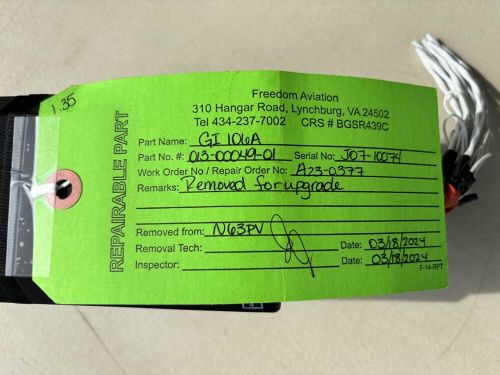 1.35
REPAIRABLE PART
Freedom Aviation
310 Hangar Road, Lynchburg, VA 24502
Tel 434-237-7002 CRS # BGSR439C
Part Name: GI 106A
Part No. #: 013-00049-01 Serial No.: J07-10074
Work Order No / Repair Order No.: A23-0377
Remarks: Removed for upgrade
Removed from: N63PV
Removal Tech: Date: 03/18/2024
Inspector: Date: 03/18/2024
F-14-RPT